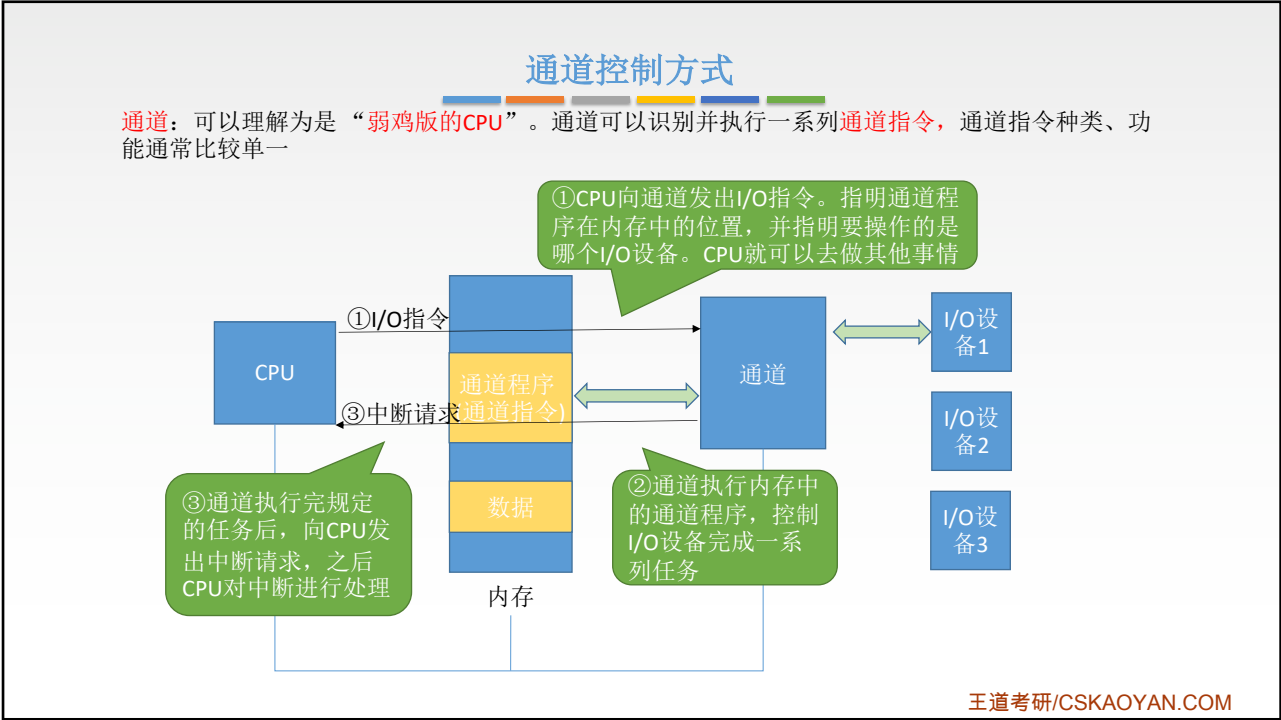 通道控制方式
通道：可以理解为是 “弱鸡版的CPU”。通道可以识别并执行一系列通道指令，通道指令种类、功
能通常比较单一
①CPU向通道发出I/O指令。指明通道程
序在内存中的位置，并指明要操作的是
哪个I/O设备。CPU就可以去做其他事情
①I/O指令
CPU
通道程序
(通道指令)
③中断请求
数据
内存
通道
I/O设
备1
I/O设
备2
I/O设
备3
③通道执行完规定
的任务后，向CPU发
出中断请求，之后
CPU对中断进行处理
②通道执行内存中
的通道程序，控制
I/O设备完成一系
列任务
王道考研/CSKAOYAN.COM